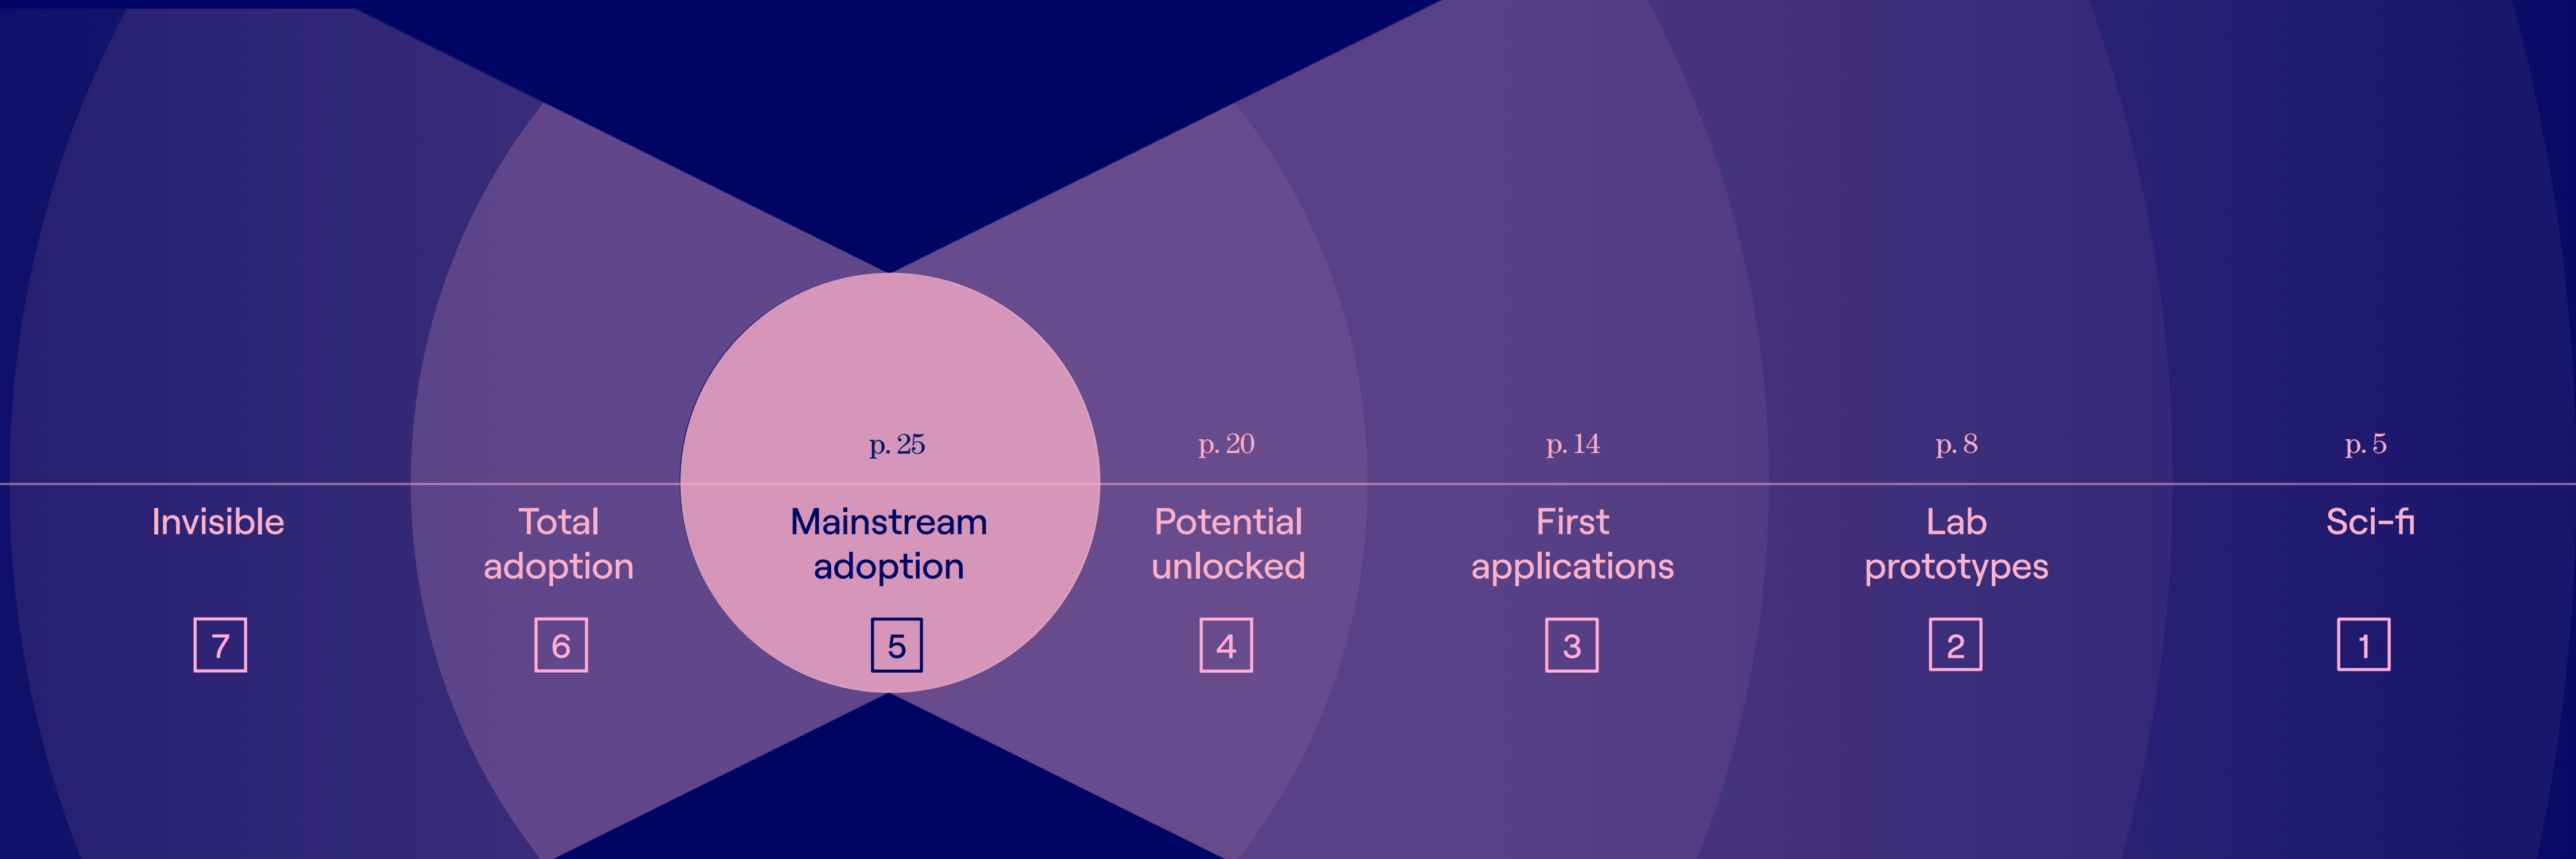 p. 25
p. 20
p. 14
p. 8
p. 5
Invisible
Total
adoption
Mainstream
adoption
Potential
unlocked
First
applications
Lab
prototypes
Sci-fi
7
6
5
4
3
2
1